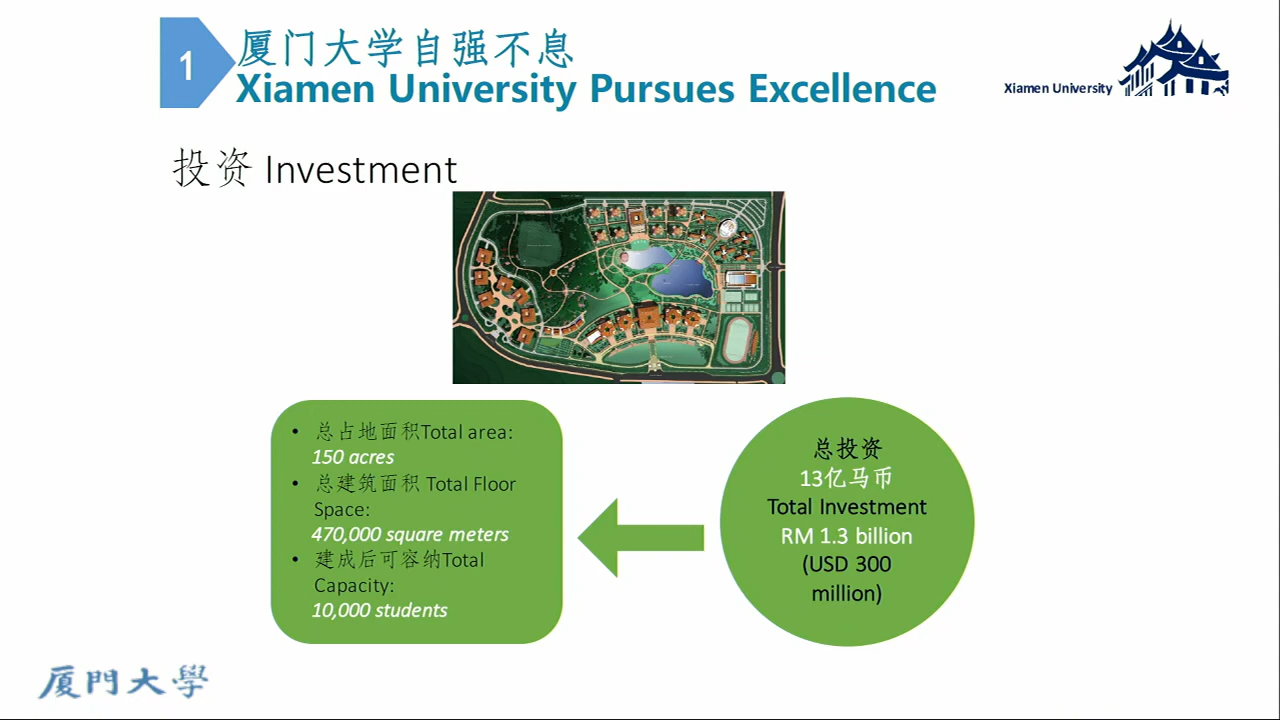 1
厦门大学自强不息
Xiamen University Pursues Excellence
Xiamen University
投资 Investment
• 总占地面积Total area:
150 acres
• 总建筑面积 Total Floor
Space:
470,000 square meters
• 建成后可容纳Total
Capacity:
10,000 students
总投资
13亿马币
Total Investment
RM 1.3 billion
(USD 300
million)
厦門大學